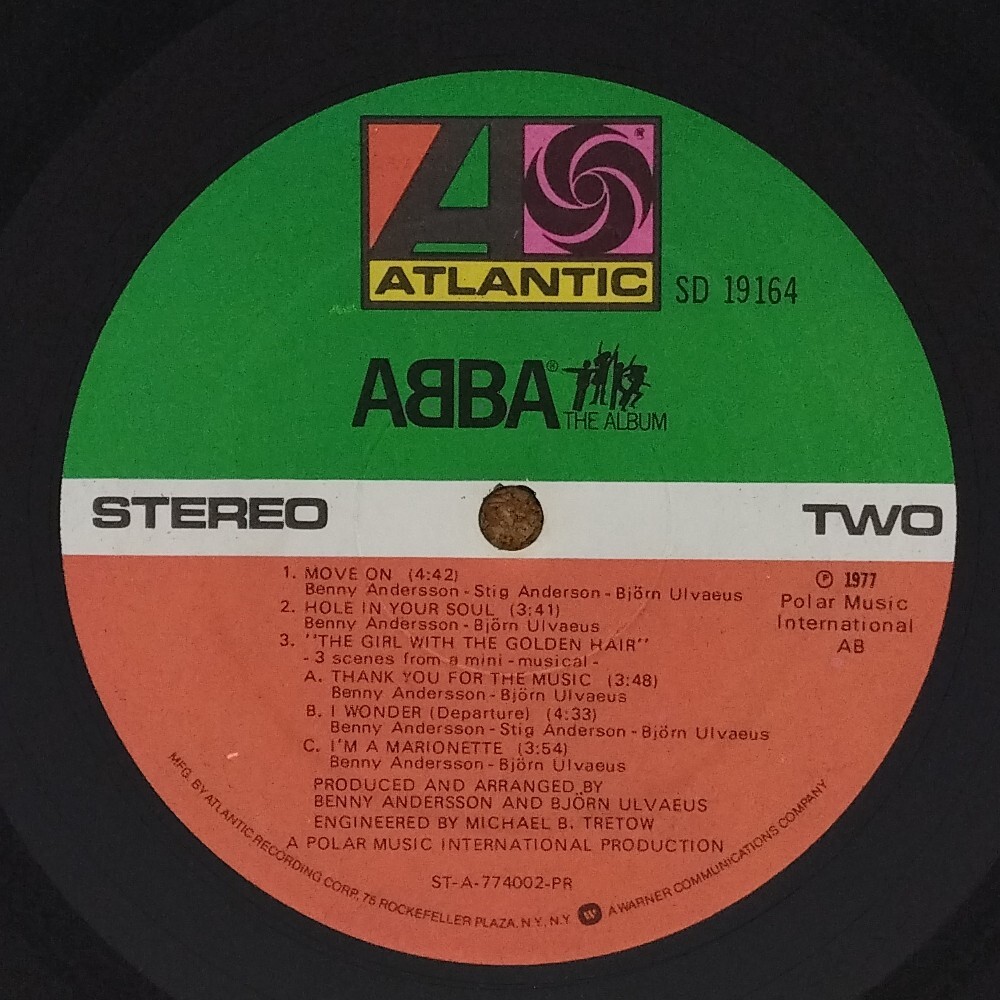 ATLANTIC
®
SD 19164
ABBA®
THE ALBUM
STEREO
TWO
1. MOVE ON (4:42)
Benny Andersson - Stig Anderson - Björn Ulvaeus
2. HOLE IN YOUR SOUL (3:41)
Benny Andersson - Björn Ulvaeus
3. "THE GIRL WITH THE GOLDEN HAIR"
- 3 scenes from a mini - musical -
A. THANK YOU FOR THE MUSIC (3:48)
Benny Andersson - Björn Ulvaeus
B. I WONDER (Departure) (4:33)
Benny Andersson - Stig Anderson - Björn Ulvaeus
C. I'M A MARIONETTE (3:54)
Benny Andersson - Björn Ulvaeus
℗ 1977
Polar Music
International
AB
PRODUCED AND ARRANGED BY
BENNY ANDERSSON AND BJÖRN ULVAEUS
ENGINEERED BY MICHAEL B. TRETOW
A POLAR MUSIC INTERNATIONAL PRODUCTION
ST-A-774002-PR
MFG. BY ATLANTIC RECORDING CORP., 75 ROCKEFELLER PLAZA, N.Y., N.Y. A WARNER COMMUNICATIONS COMPANY